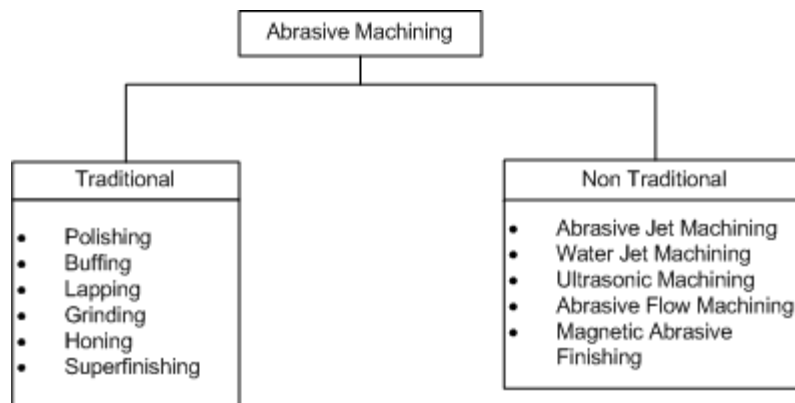 Abrasive Machining
Traditional
• Polishing
• Buffing
• Lapping
• Grinding
• Honing
• Superfinishing
Non Traditional
• Abrasive Jet Machining
• Water Jet Machining
• Ultrasonic Machining
• Abrasive Flow Machining
• Magnetic Abrasive
Finishing